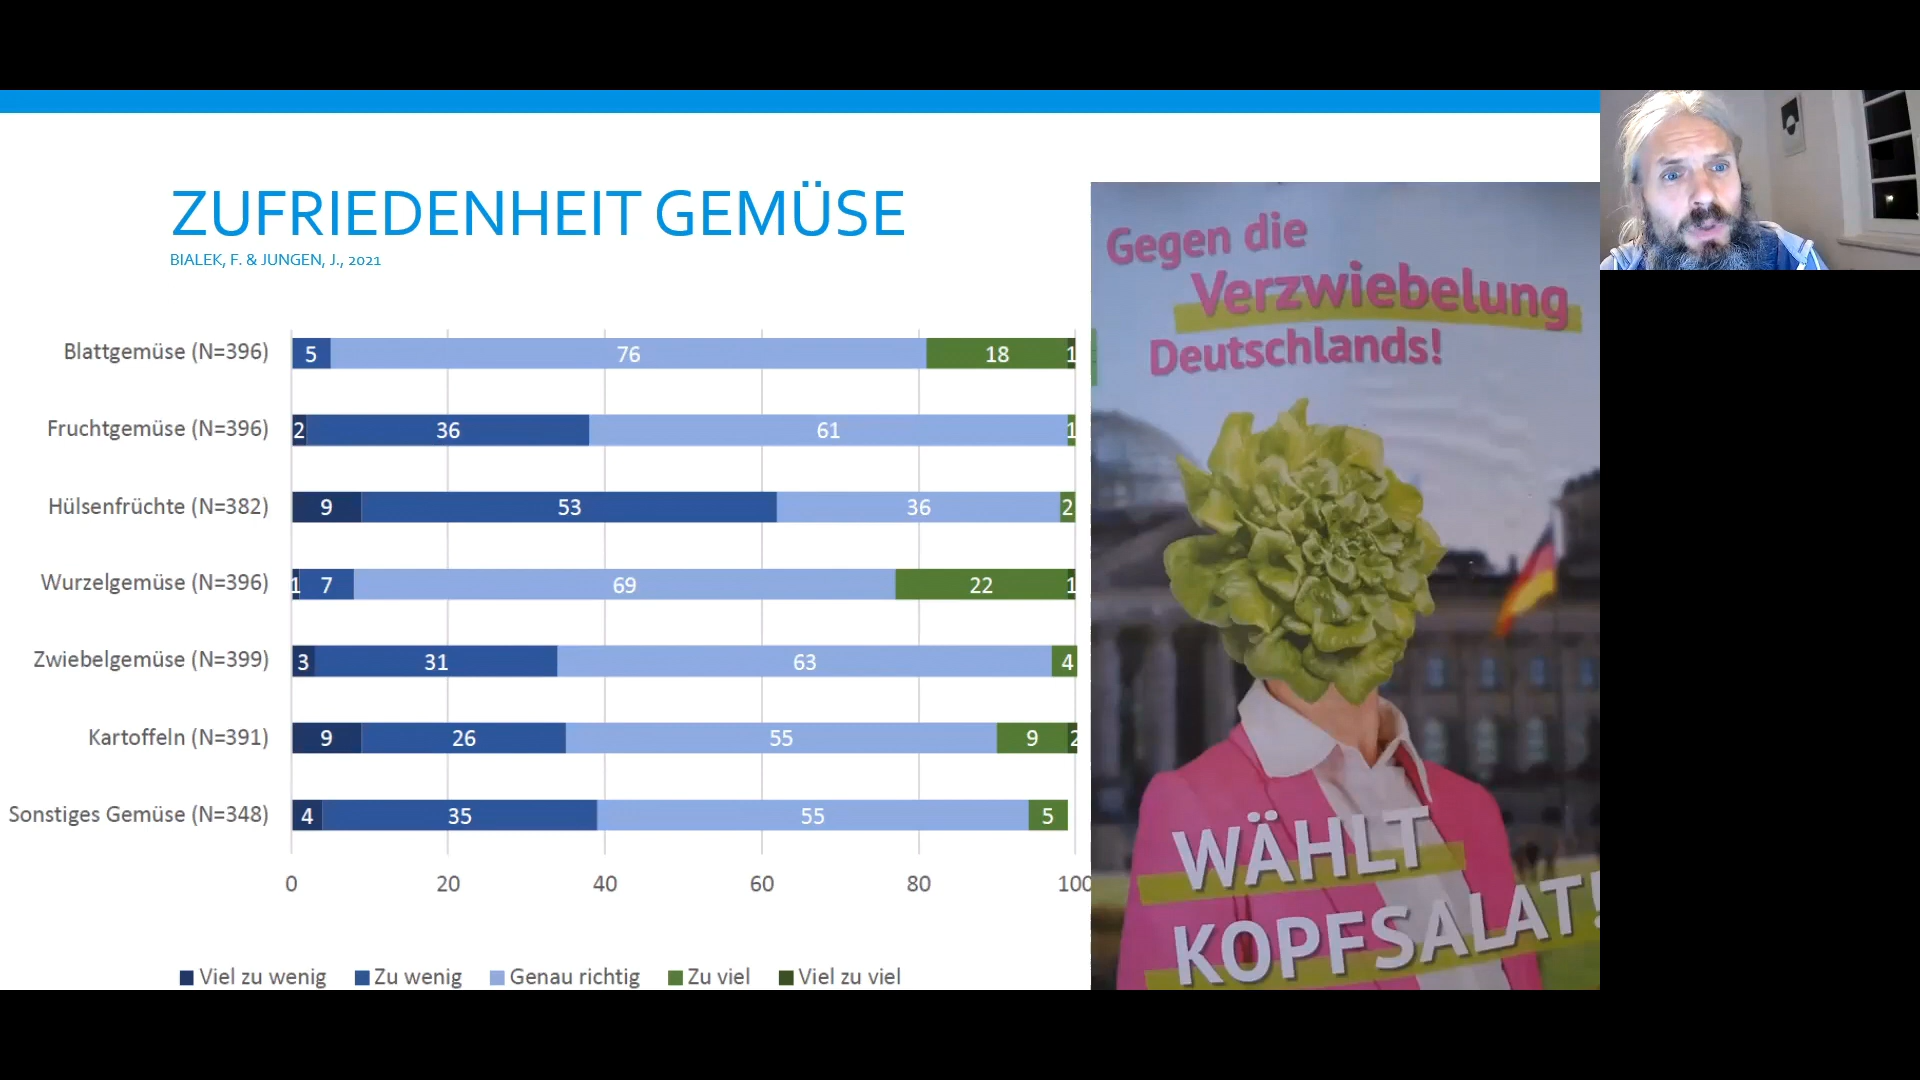 ZUFRIEDENHEIT GEMÜSE
BIALEK, F. & JUNGEN, J., 2021
Blattgemüse (N=396) 5 76 18 1
Fruchtgemüse (N=396) 2 36 61 1
Hülsenfrüchte (N=382) 9 53 36 2
Wurzelgemüse (N=396) 1 7 69 22 1
Zwiebelgemüse (N=399) 3 31 63 4
Kartoffeln (N=391) 9 26 55 9 2
Sonstiges Gemüse (N=348) 4 35 55 5
0 20 40 60 80 100
Viel zu wenig Zu wenig Genau richtig Zu viel Viel zu viel
Gegen die
Verzwiebelung
Deutschlands!
WÄHLT
KOPFSALAT!